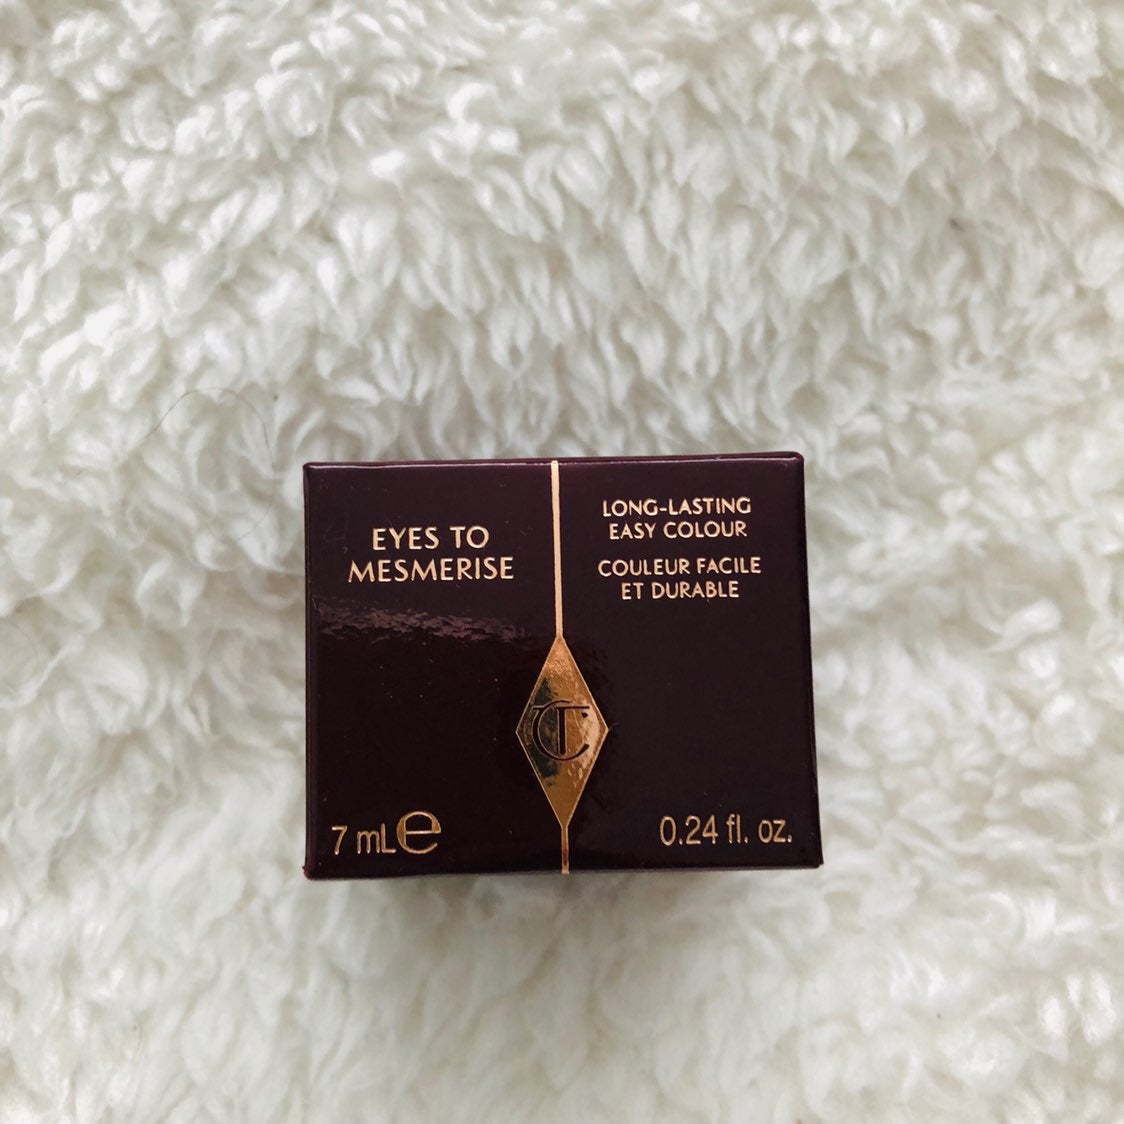 EYES TO
MESMERISE
LONG-LASTING
EASY COLOUR
COULEUR FACILE
ET DURABLE
CT
7 mL e
0.24 fl. oz.